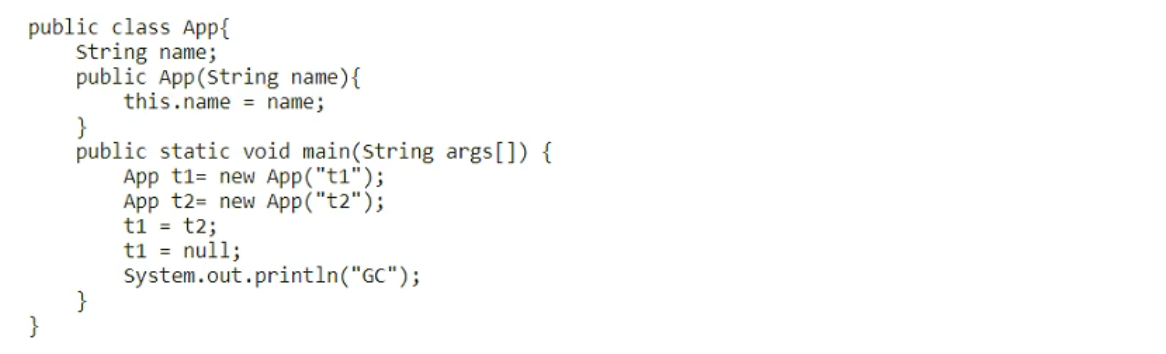 public class App{
    String name;
    public App(String name){
        this.name = name;
    }
    public static void main(String args[]) {
        App t1= new App("t1");
        App t2= new App("t2");
        t1 = t2;
        t1 = null;
        System.out.println("GC");
    }
}